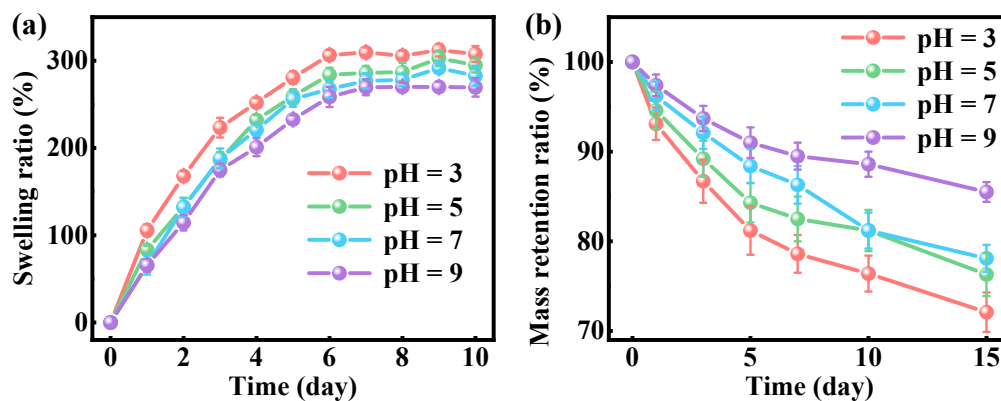 (a)
Swelling ratio (%)
300
200
100
0
pH = 3
pH = 5
pH = 7
pH = 9
0 2 4 6 8 10
Time (day)
(b)
Mass retention ratio (%)
100
90
80
70
pH = 3
pH = 5
pH = 7
pH = 9
0 5 10 15
Time (day)